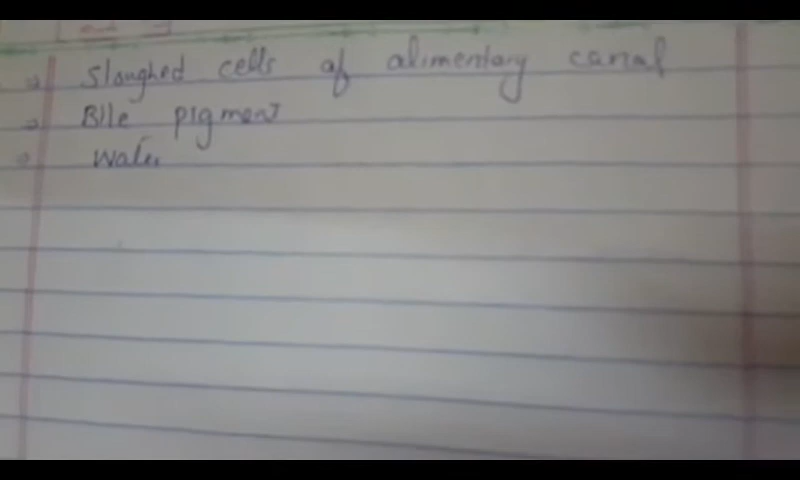 → Sloughed cells of alimentary canal
→ Bile pigment
→ Water